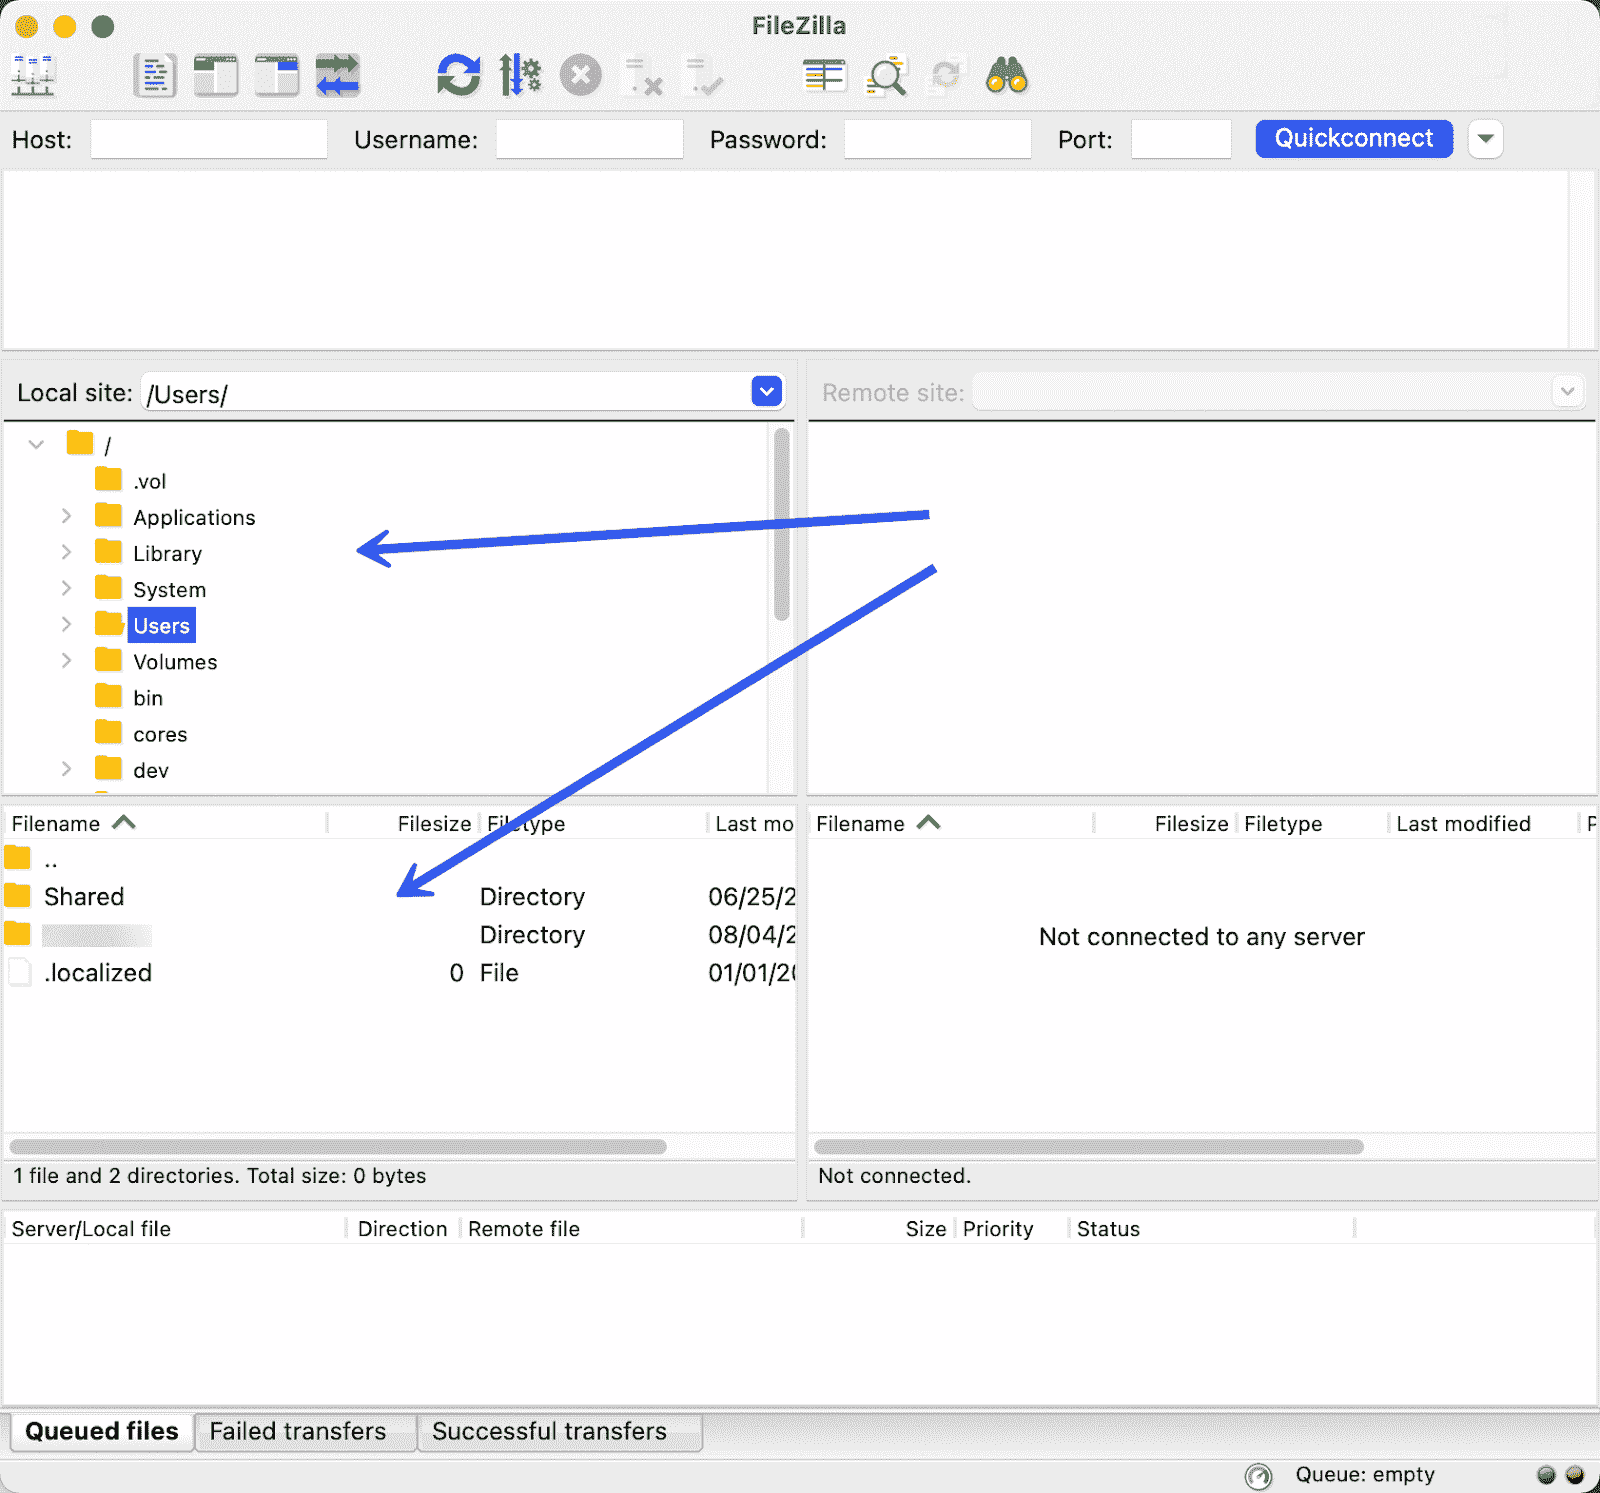 FileZilla
Host: Username: Password: Port: Quickconnect
Local site: /Users/
Remote site:
/
.vol
Applications
Library
System
Users
Volumes
bin
cores
dev
Filename Filesize Filetype Last mo
..
Shared Directory 06/25/2
Directory 08/04/2
.localized 0 File 01/01/20
1 file and 2 directories. Total size: 0 bytes
Filename Filesize Filetype Last modified P
Not connected to any server
Not connected.
Server/Local file Direction Remote file Size Priority Status
Queued files Failed transfers Successful transfers
Queue: empty